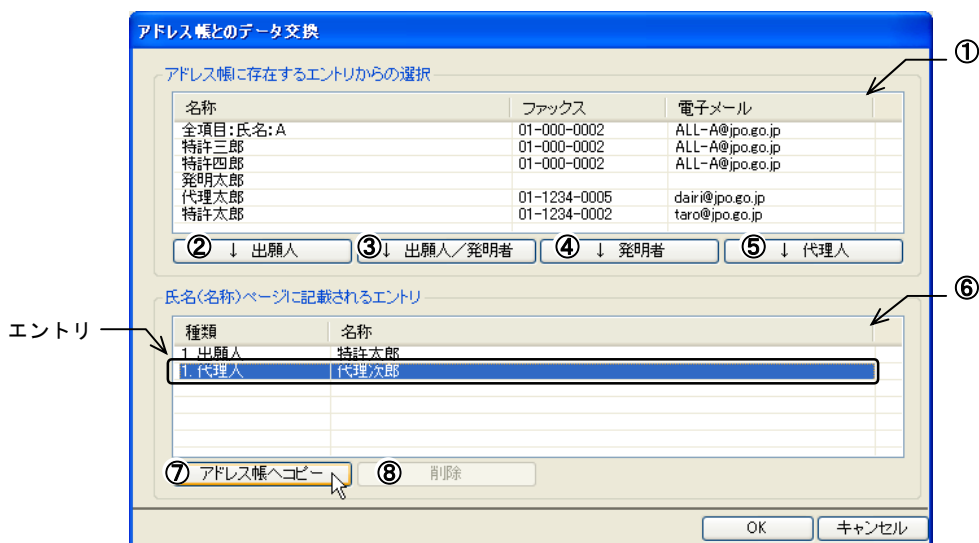 アドレス帳とのデータ交換
①
アドレス帳に存在するエントリからの選択
名称 ファックス 電子メール
全項目:氏名:A 01-000-0002 ALL-A@jpo.go.jp
特許三郎 01-000-0002 ALL-A@jpo.go.jp
特許四郎 01-000-0002 ALL-A@jpo.go.jp
発明太郎
代理太郎 01-1234-0005 dairi@jpo.go.jp
特許太郎 01-1234-0002 taro@jpo.go.jp
② ↓ 出願人 ③ ↓ 出願人／発明者 ④ ↓ 発明者 ⑤ ↓ 代理人
⑥
氏名(名称)ページに記載されるエントリ
エントリ
種類 名称
1. 出願人 特許太郎
1. 代理人 代理次郎
⑦ アドレス帳へコピー ⑧ 削除
OK キャンセル